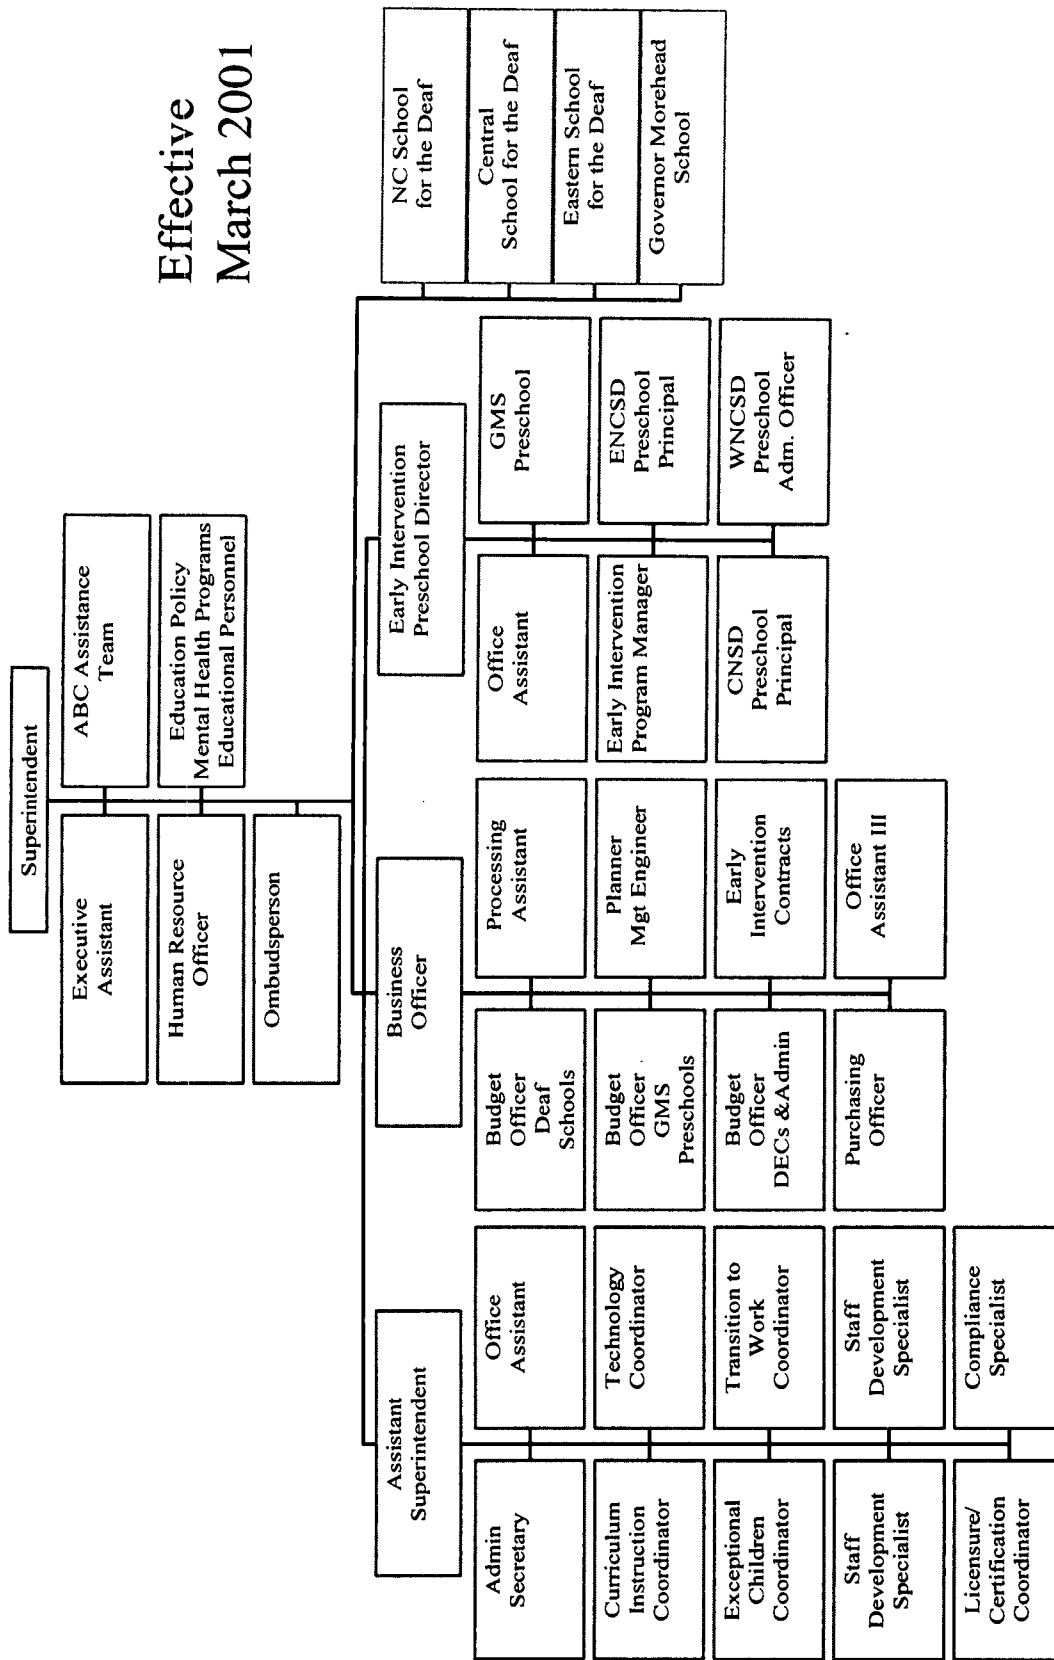 Effective
March 2001
Superintendent
Executive
Assistant
ABC Assistance
Team
Human Resource
Officer
Education Policy
Mental Health Programs
Educational Personnel
Ombudsperson
Assistant
Superintendent
Admin
Secretary
Office
Assistant
Curriculum
Instruction
Coordinator
Technology
Coordinator
Exceptional
Children
Coordinator
Transition to
Work
Coordinator
Staff
Development
Specialist
Staff
Development
Specialist
Licensure/
Certification
Coordinator
Compliance
Specialist
Business
Officer
Budget
Officer
Deaf
Schools
Processing
Assistant
Budget
Officer
GMS
Preschools
Planner
Mgt Engineer
Budget
Officer
DECs &Admin
Early
Intervention
Contracts
Purchasing
Officer
Office
Assistant III
Early Intervention
Preschool Director
Office
Assistant
GMS
Preschool
Early Intervention
Program Manager
ENCSD
Preschool
Principal
CNSD
Preschool
Principal
WNCSD
Preschool
Adm. Officer
NC School
for the Deaf
Central
School for the Deaf
Eastern School
for the Deaf
Governor Morehead
School